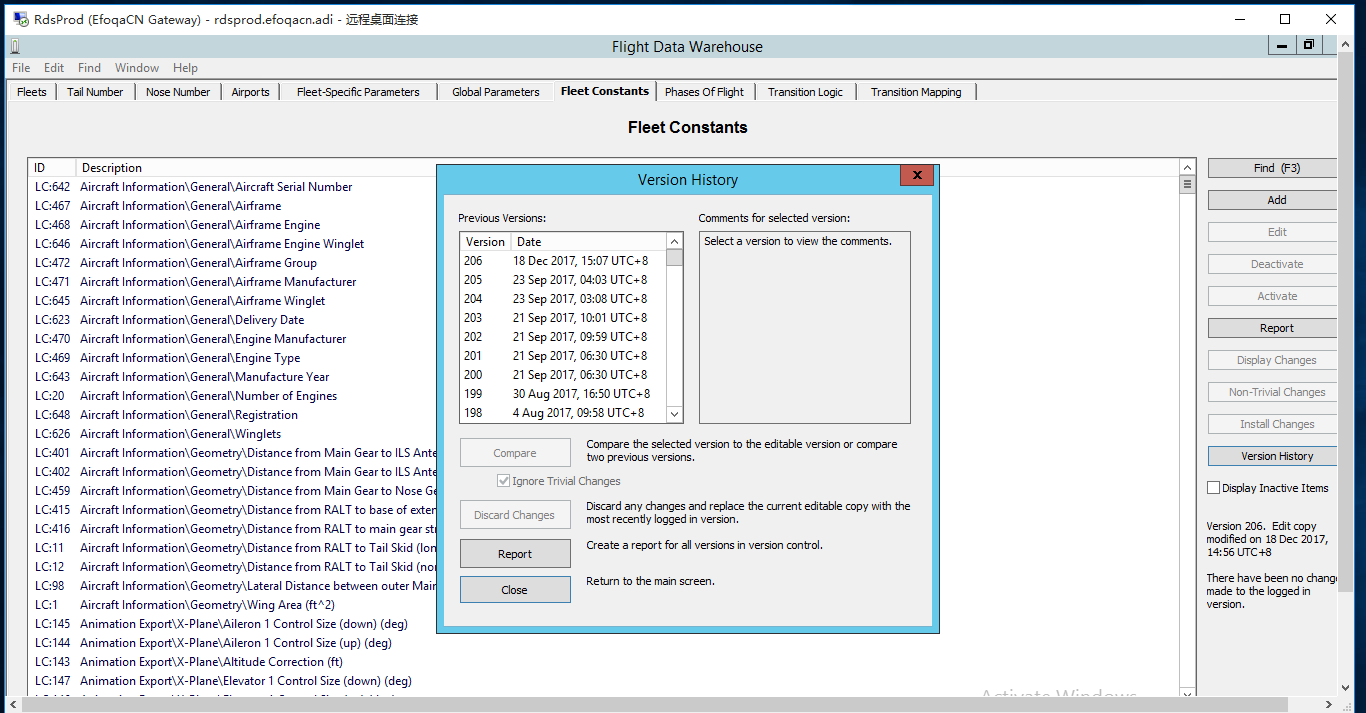 RdsProd (EfoqaCN Gateway) - rdsprod.efoqacn.adi - 远程桌面连接
Flight Data Warehouse
File Edit Find Window Help
Fleets Tail Number Nose Number Airports Fleet-Specific Parameters Global Parameters Fleet Constants Phases Of Flight Transition Logic Transition Mapping
Fleet Constants
ID Description
LC:642 Aircraft Information\General\Aircraft Serial Number
LC:467 Aircraft Information\General\Airframe
LC:468 Aircraft Information\General\Airframe Engine
LC:646 Aircraft Information\General\Airframe Engine Winglet
LC:472 Aircraft Information\General\Airframe Group
LC:471 Aircraft Information\General\Airframe Manufacturer
LC:645 Aircraft Information\General\Airframe Winglet
LC:623 Aircraft Information\General\Delivery Date
LC:470 Aircraft Information\General\Engine Manufacturer
LC:469 Aircraft Information\General\Engine Type
LC:643 Aircraft Information\General\Manufacture Year
LC:20 Aircraft Information\General\Number of Engines
LC:648 Aircraft Information\General\Registration
LC:626 Aircraft Information\General\Winglets
LC:401 Aircraft Information\Geometry\Distance from Main Gear to ILS Ante
LC:402 Aircraft Information\Geometry\Distance from Main Gear to ILS Ante
LC:459 Aircraft Information\Geometry\Distance from Main Gear to Nose Ge
LC:415 Aircraft Information\Geometry\Distance from RALT to base of exten
LC:416 Aircraft Information\Geometry\Distance from RALT to main gear str
LC:11 Aircraft Information\Geometry\Distance from RALT to Tail Skid (lon
LC:12 Aircraft Information\Geometry\Distance from RALT to Tail Skid (nor
LC:98 Aircraft Information\Geometry\Lateral Distance between outer Main
LC:1 Aircraft Information\Geometry\Wing Area (ft^2)
LC:145 Animation Export\X-Plane\Aileron 1 Control Size (down) (deg)
LC:144 Animation Export\X-Plane\Aileron 1 Control Size (up) (deg)
LC:143 Animation Export\X-Plane\Altitude Correction (ft)
LC:147 Animation Export\X-Plane\Elevator 1 Control Size (down) (deg)
Version History
x
Previous Versions:
Version Date
206 18 Dec 2017, 15:07 UTC+8
205 23 Sep 2017, 04:03 UTC+8
204 23 Sep 2017, 03:08 UTC+8
203 21 Sep 2017, 10:01 UTC+8
202 21 Sep 2017, 09:59 UTC+8
201 21 Sep 2017, 06:30 UTC+8
200 21 Sep 2017, 06:30 UTC+8
199 30 Aug 2017, 16:50 UTC+8
198 4 Aug 2017, 09:58 UTC+8
Comments for selected version:
Select a version to view the comments.
Compare
Compare the selected version to the editable version or compare
two previous versions.
Ignore Trivial Changes
Discard Changes
Discard any changes and replace the current editable copy with the
most recently logged in version.
Report
Create a report for all versions in version control.
Close
Return to the main screen.
Find (F3)
Add
Edit
Deactivate
Activate
Report
Display Changes
Non-Trivial Changes
Install Changes
Version History
Display Inactive Items
Version 206. Edit copy
modified on 18 Dec 2017,
14:56 UTC+8
There have been no change
made to the logged in
version.
Activate Windows